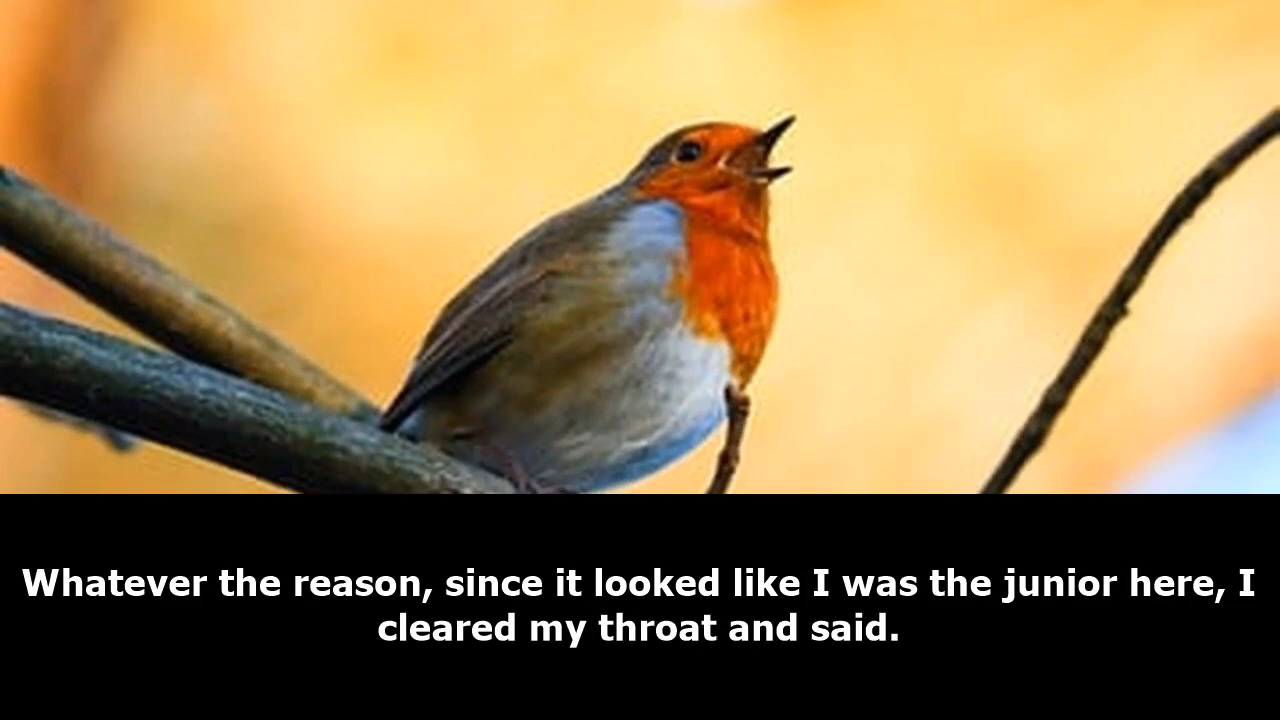 Whatever the reason, since it looked like I was the junior here, I
cleared my throat and said.